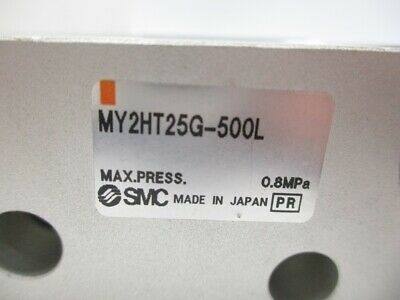 MY2HT25G-500L
MAX.PRESS. 0.8MPa
SMC MADE IN JAPAN PR